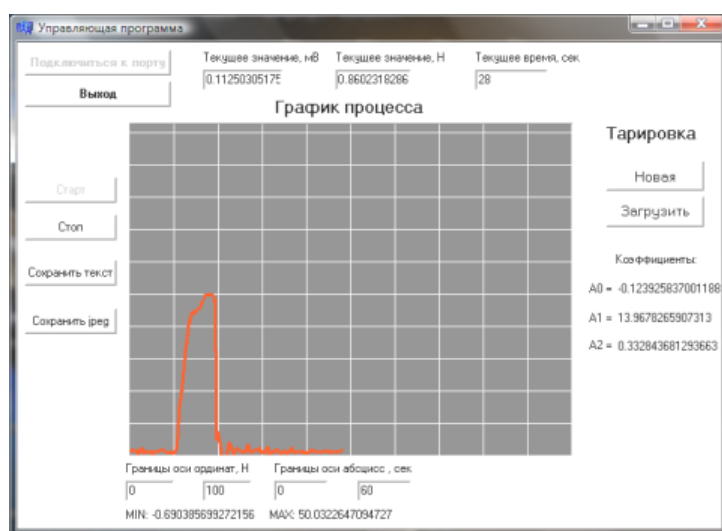 Управляющая программа
Подключиться к порту
Выход
Текущее значение, мВ
0.1125030517
Текущее значение, Н
0.8602318286
Текущее время, сек
28
График процесса
Старт
Стоп
Сохранить текст
Сохранить jpeg
Тарировка
Новая
Загрузить
Коэффициенты:
A0 = -0.123925837001188
A1 = 13.9678265907313
A2 = 0.332843681293663
Границы оси ординат, Н
0 100
Границы оси абсцисс , сек
0 60
MIN: -0.690385699272156 MAX: 50.0322647094727